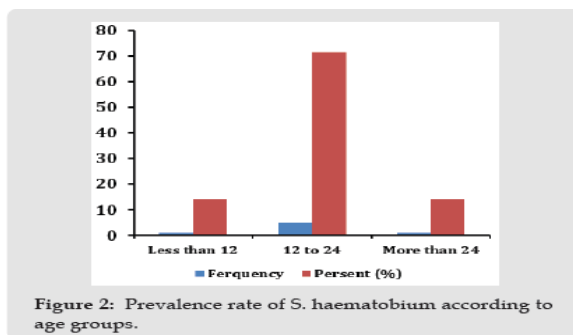 80
70
60
50
40
30
20
10
0
Less than 12 12 to 24 More than 24
Ferquency Persent (%)
Figure 2: Prevalence rate of S. haematobium according to
age groups.